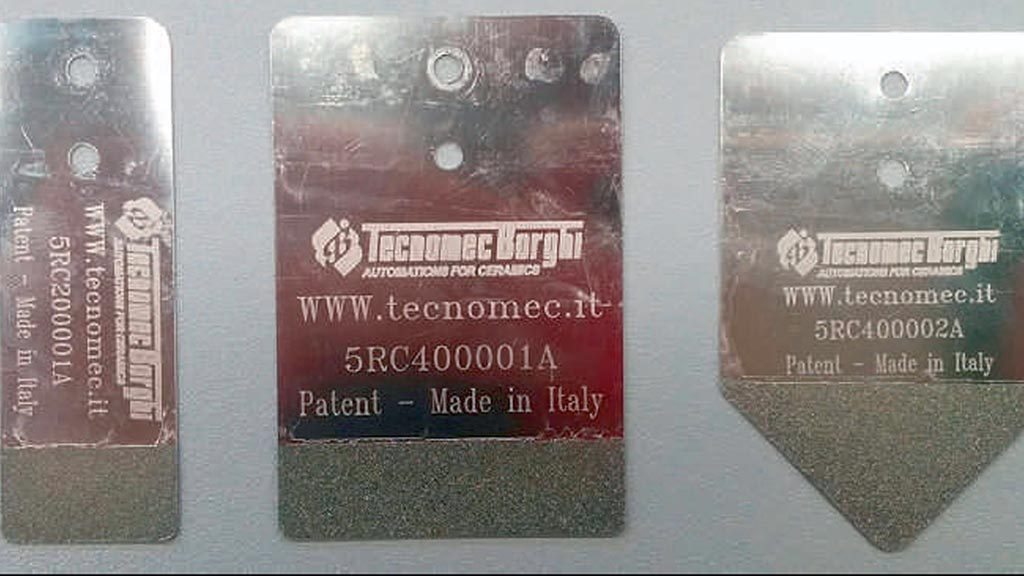 Tecnomec Borghi
AUTOMATIONS FOR CERAMICS
WWW.tecnomec.it
5RC200001A
Patent - Made in Italy
Tecnomec Borghi
AUTOMATIONS FOR CERAMICS
WWW.tecnomec.it
5RC400001A
Patent - Made in Italy
Tecnomec Borghi
AUTOMATIONS FOR CERAMICS
WWW.tecnomec.it
5RC400002A
Patent - Made in Italy